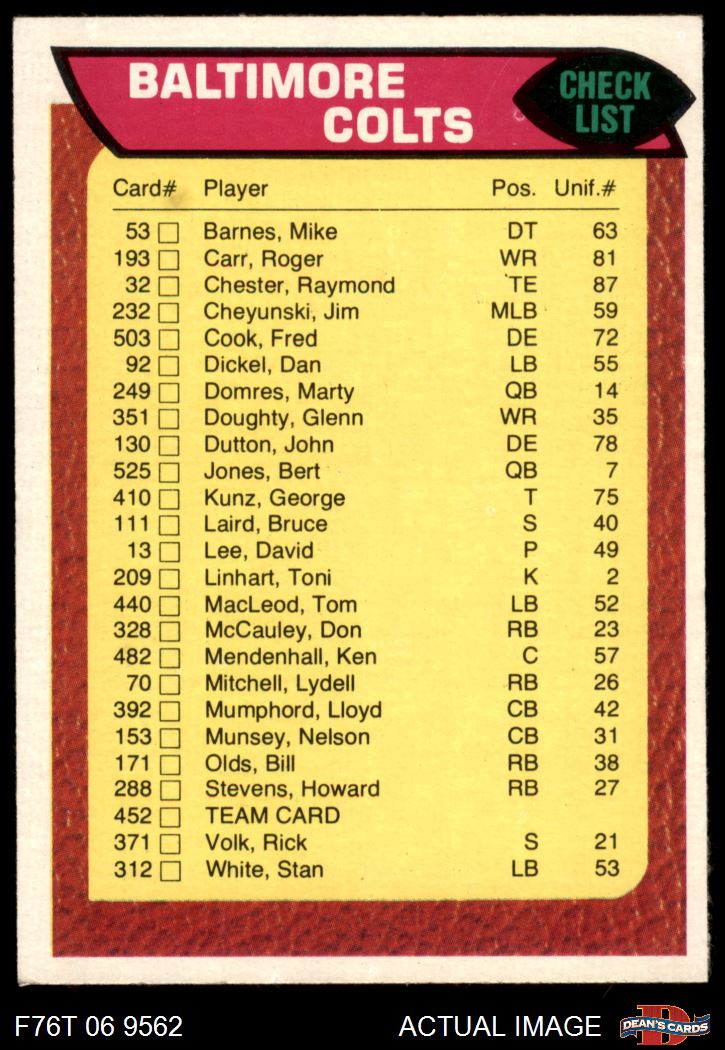 BALTIMORE
COLTS
CHECK
LIST
Card# Player Pos. Unif.#
53 Barnes, Mike DT 63
193 Carr, Roger WR 81
32 Chester, Raymond TE 87
232 Cheyunski, Jim MLB 59
503 Cook, Fred DE 72
92 Dickel, Dan LB 55
249 Domres, Marty QB 14
351 Doughty, Glenn WR 35
130 Dutton, John DE 78
525 Jones, Bert QB 7
410 Kunz, George T 75
111 Laird, Bruce S 40
13 Lee, David P 49
209 Linhart, Toni K 2
440 MacLeod, Tom LB 52
328 McCauley, Don RB 23
482 Mendenhall, Ken C 57
70 Mitchell, Lydell RB 26
392 Mumphord, Lloyd CB 42
153 Munsey, Nelson CB 31
171 Olds, Bill RB 38
288 Stevens, Howard RB 27
452 TEAM CARD
371 Volk, Rick S 21
312 White, Stan LB 53
F76T 06 9562 ACTUAL IMAGE D DEAN'S CARDS